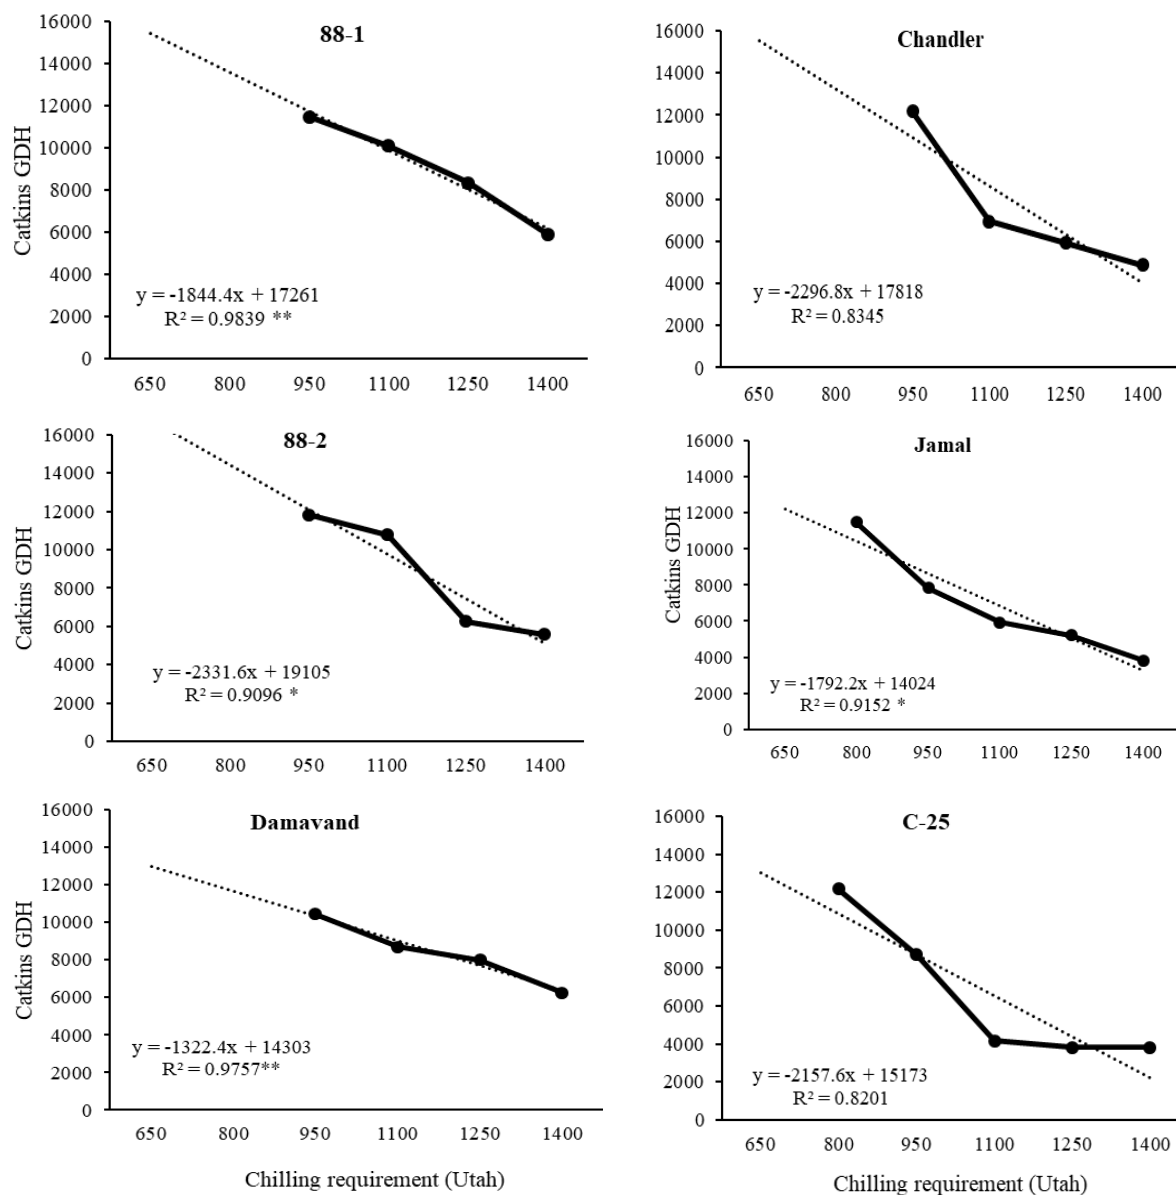 88-1
16000
14000
12000
10000
8000
6000
4000
2000
0
Catkins GDH
y = -1844.4x + 17261
R² = 0.9839 **
650 800 950 1100 1250 1400
Chandler
16000
14000
12000
10000
8000
6000
4000
2000
0
y = -2296.8x + 17818
R² = 0.8345
650 800 950 1100 1250 1400
88-2
16000
14000
12000
10000
8000
6000
4000
2000
0
Catkins GDH
y = -2331.6x + 19105
R² = 0.9096 *
650 800 950 1100 1250 1400
Jamal
16000
14000
12000
10000
8000
6000
4000
2000
0
Catkins GDH
y = -1792.2x + 14024
R² = 0.9152 *
650 800 950 1100 1250 1400
Damavand
16000
14000
12000
10000
8000
6000
4000
2000
0
Catkins GDH
y = -1322.4x + 14303
R² = 0.9757**
650 800 950 1100 1250 1400
Chilling requirement (Utah)
C-25
16000
14000
12000
10000
8000
6000
4000
2000
0
y = -2157.6x + 15173
R² = 0.8201
650 800 950 1100 1250 1400
Chilling requirement (Utah)